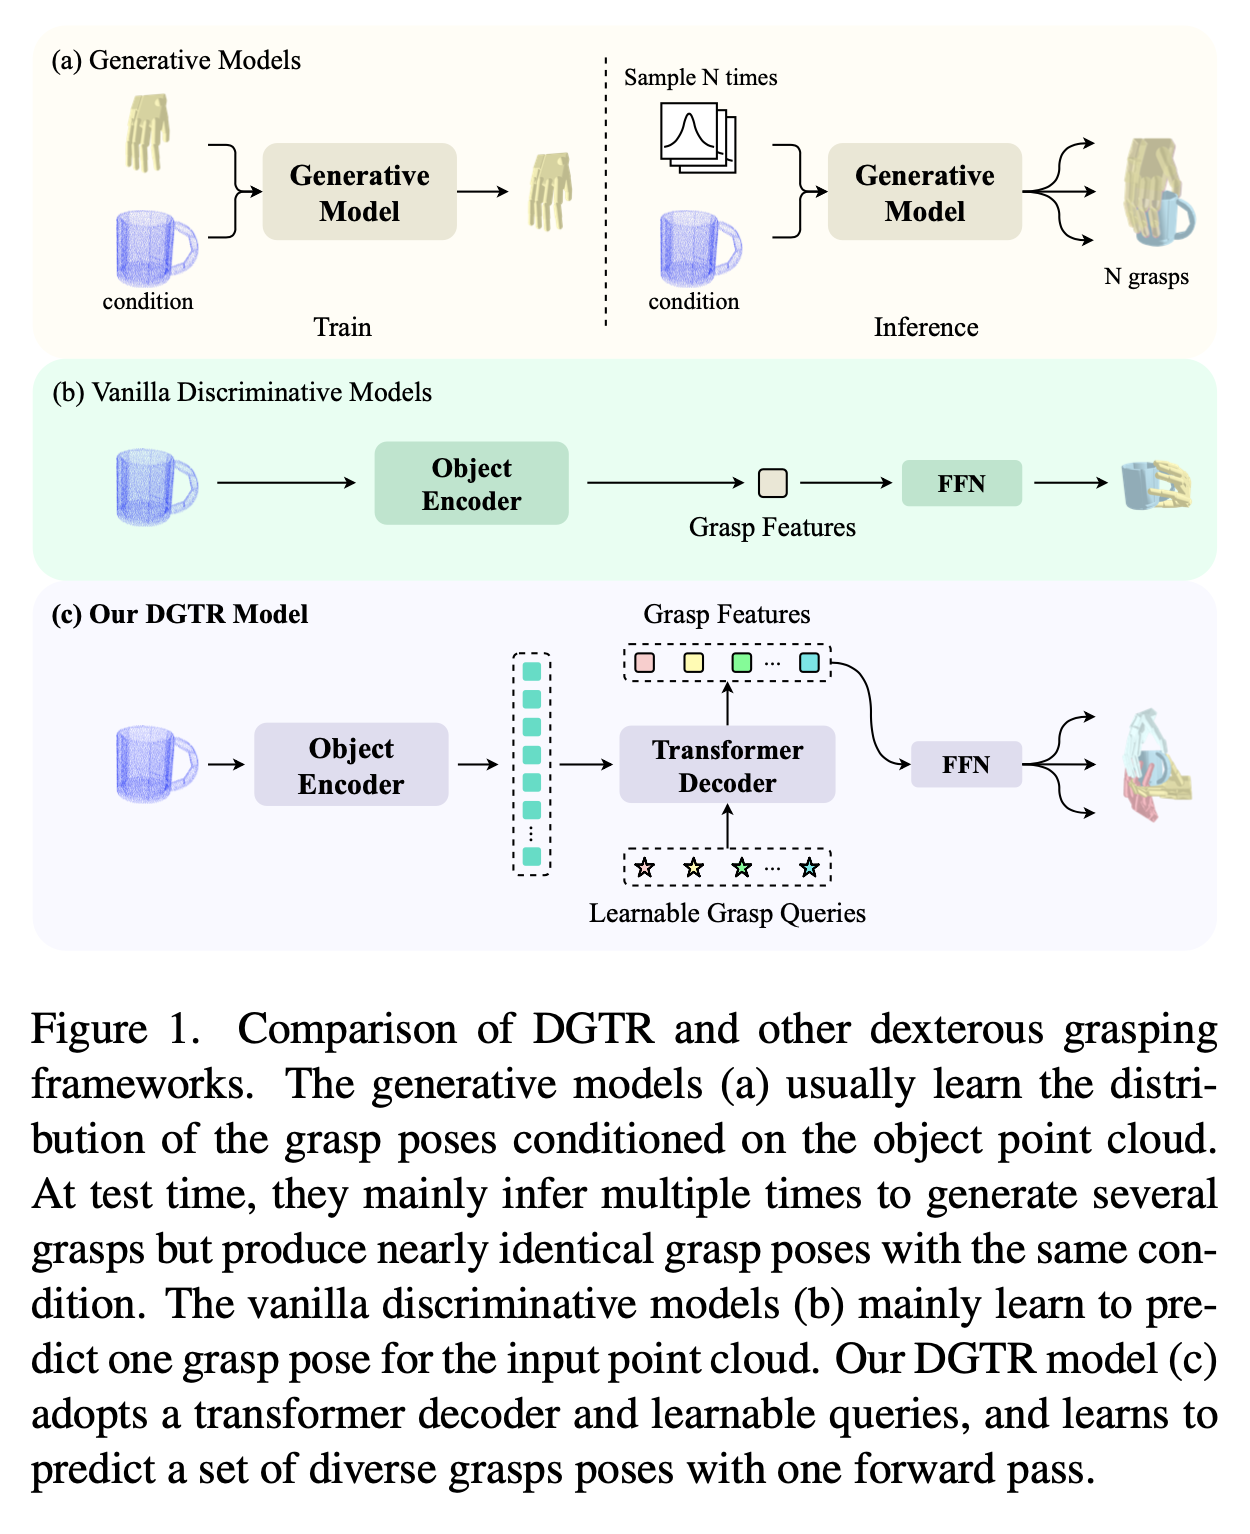 (a) Generative Models
Sample N times
Generative
Model
Generative
Model
condition
condition
N grasps
Train
Inference
(b) Vanilla Discriminative Models
Object
Encoder
FFN
Grasp Features
(c) Our DGTR Model
Grasp Features
...
Object
Encoder
Transformer
Decoder
FFN
...
Learnable Grasp Queries
Figure 1. Comparison of DGTR and other dexterous grasping
frameworks. The generative models (a) usually learn the distri-
bution of the grasp poses conditioned on the object point cloud.
At test time, they mainly infer multiple times to generate several
grasps but produce nearly identical grasp poses with the same con-
dition. The vanilla discriminative models (b) mainly learn to pre-
dict one grasp pose for the input point cloud. Our DGTR model (c)
adopts a transformer decoder and learnable queries, and learns to
predict a set of diverse grasps poses with one forward pass.